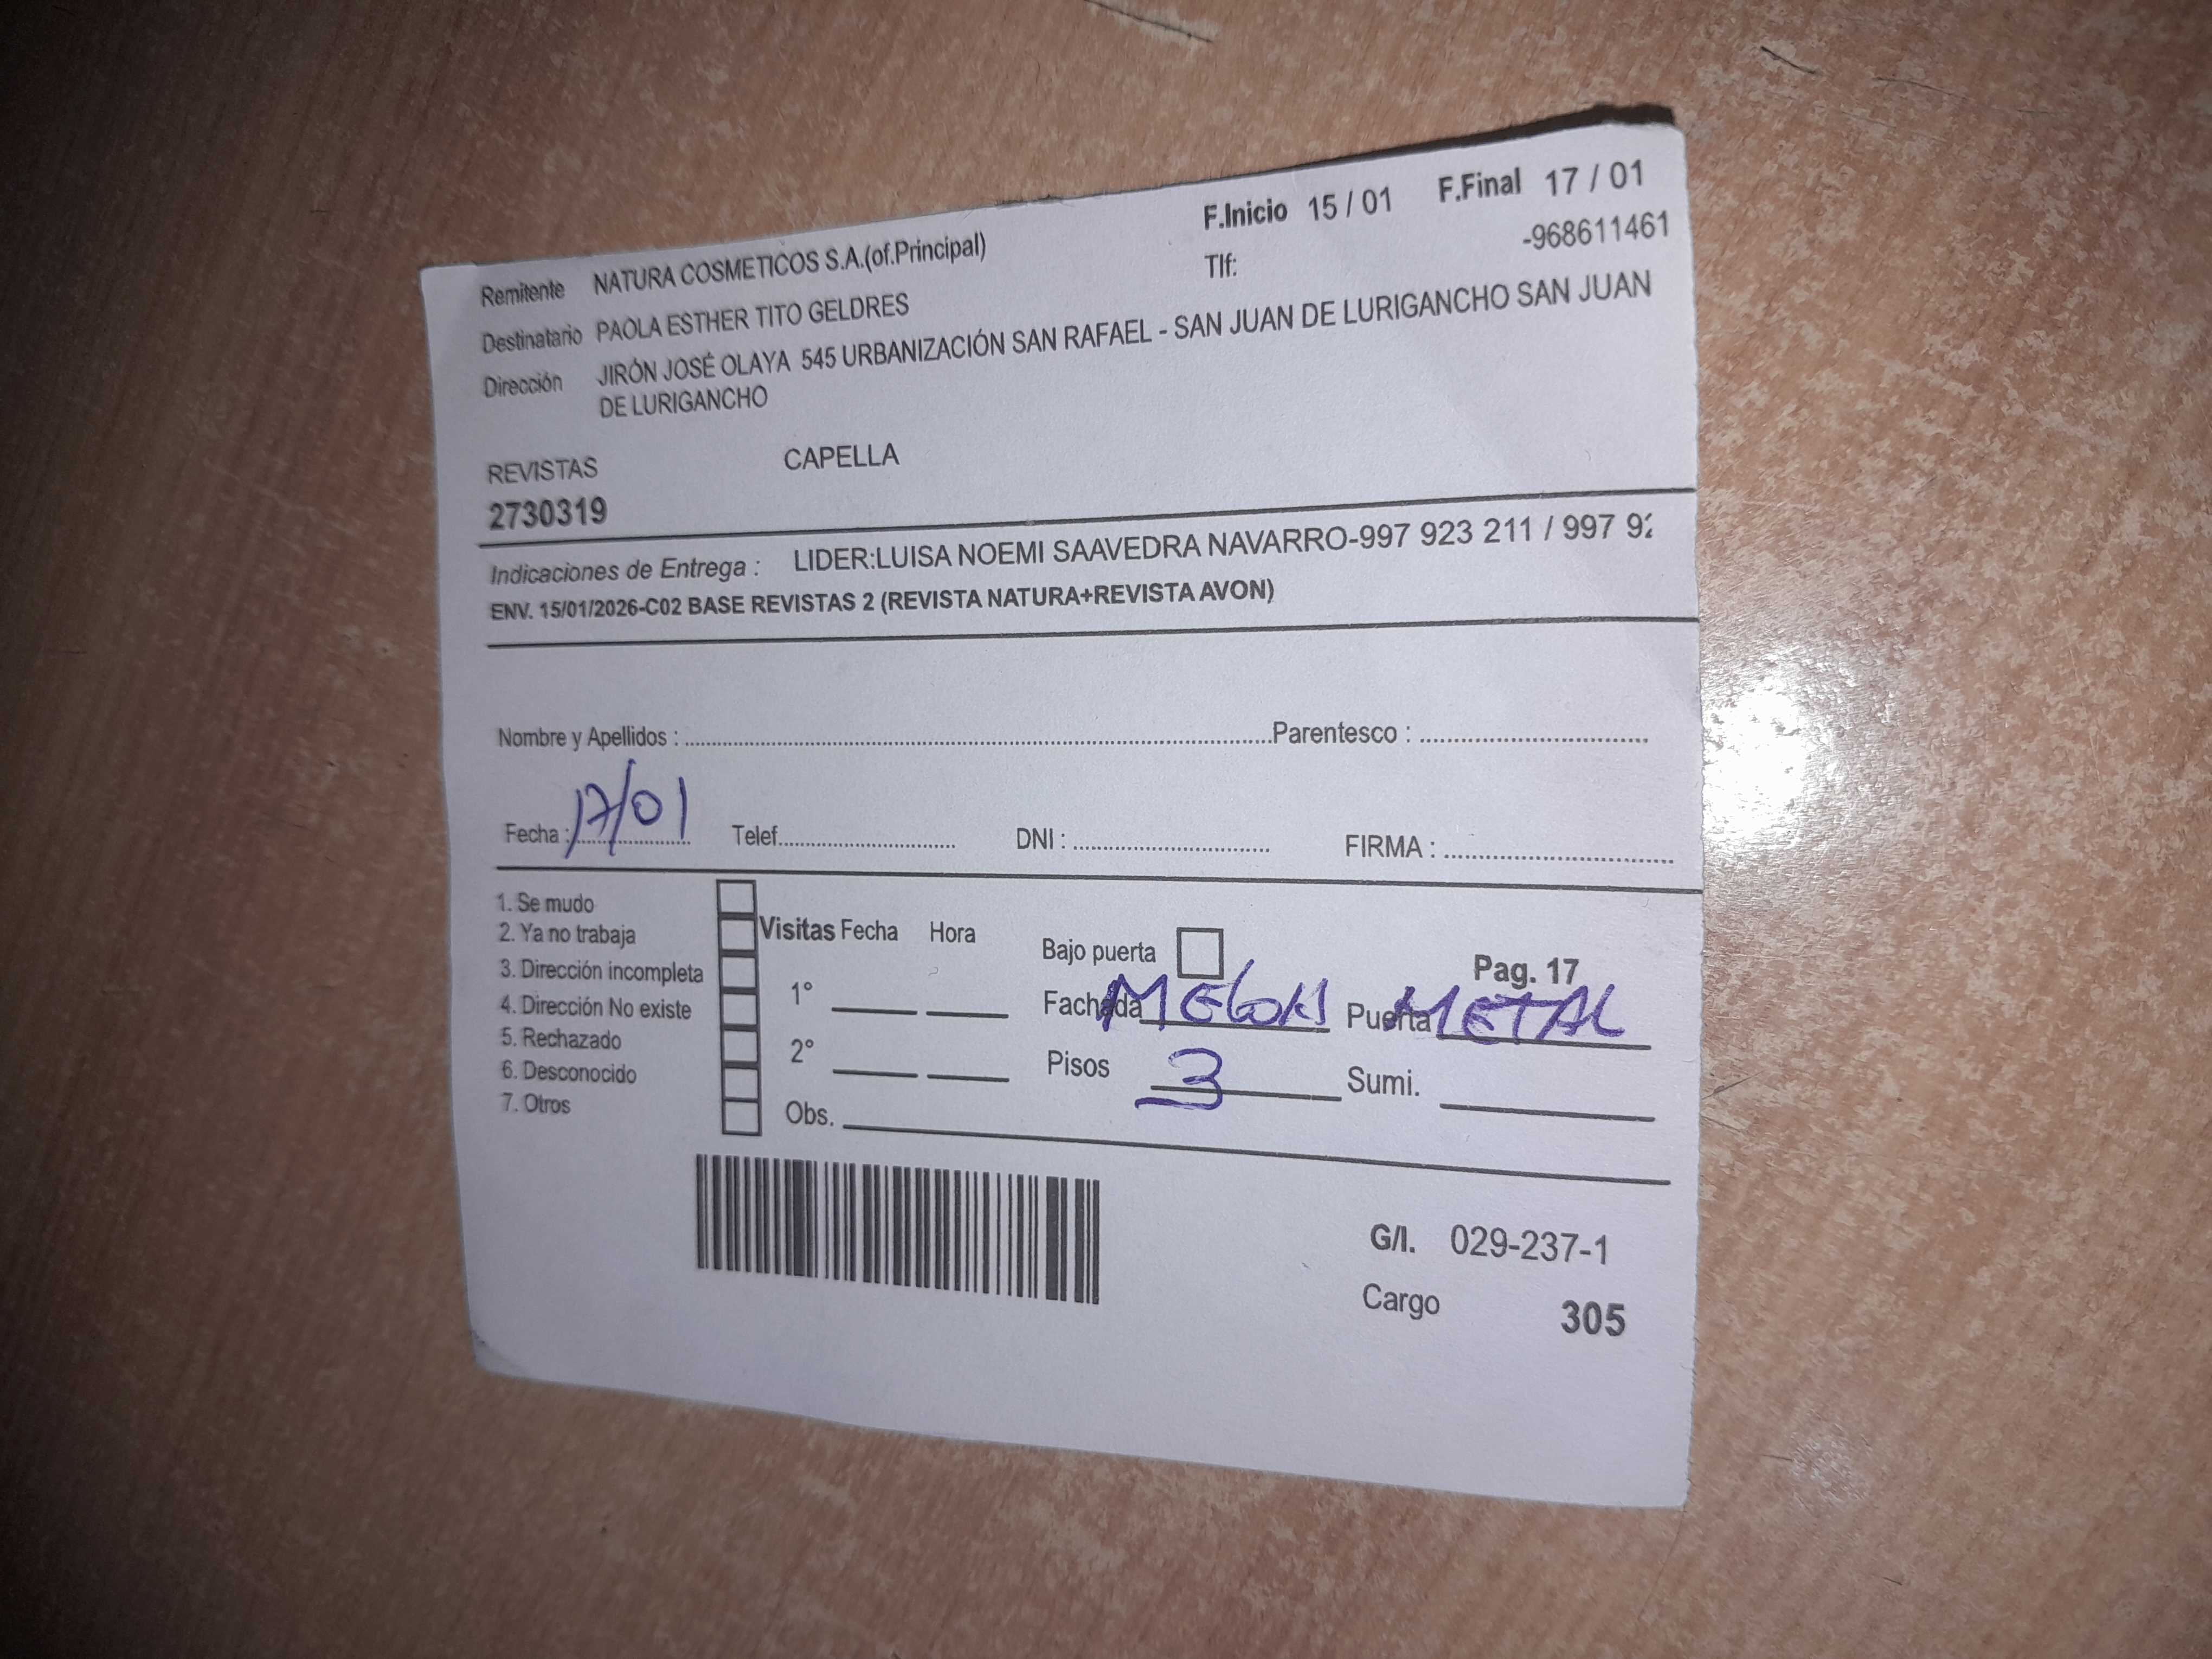 F.Inicio 15 / 01 F.Final 17 / 01
Remitente NATURA COSMETICOS S.A.(of.Principal) Tlf: -968611461
Destinatario PAOLA ESTHER TITO GELDRES
Dirección JIRÓN JOSÉ OLAYA 545 URBANIZACIÓN SAN RAFAEL - SAN JUAN DE LURIGANCHO SAN JUAN
DE LURIGANCHO
REVISTAS CAPELLA
2730319
Indicaciones de Entrega : LIDER:LUISA NOEMI SAAVEDRA NAVARRO-997 923 211 / 997 92
ENV. 15/01/2026-C02 BASE REVISTAS 2 (REVISTA NATURA+REVISTA AVON)
Nombre y Apellidos : Parentesco :
Fecha : 17/01 Telef. DNI : FIRMA :
1. Se mudo
2. Ya no trabaja
3. Dirección incompleta
4. Dirección No existe
5. Rechazado
6. Desconocido
7. Otros
Visitas Fecha Hora
1°
2°
Obs.
Bajo puerta Pag. 17
Fachada MELON Puerta METAL
Pisos 3 Sumi.
G/I. 029-237-1
Cargo 305